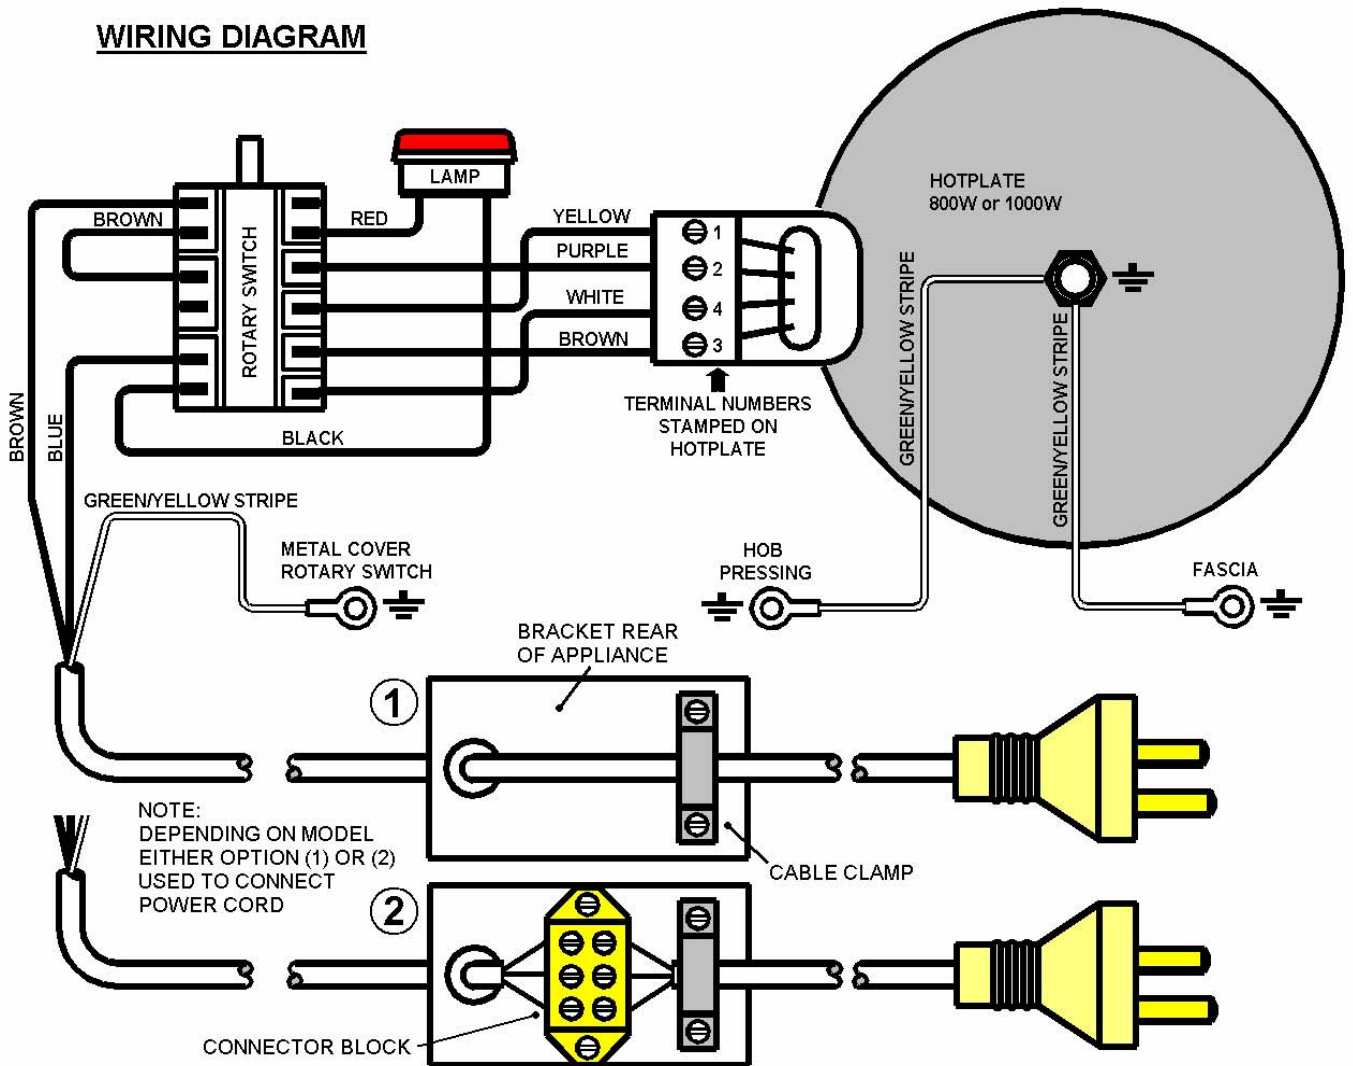 WIRING DIAGRAM
LAMP
BROWN
RED
ROTARY SWITCH
YELLOW
PURPLE
WHITE
BROWN
1
2
4
3
HOTPLATE
800W or 1000W
GREEN/YELLOW STRIPE
GREEN/YELLOW STRIPE
TERMINAL NUMBERS
STAMPED ON
HOTPLATE
BROWN
BLUE
BLACK
GREEN/YELLOW STRIPE
METAL COVER
ROTARY SWITCH
HOB
PRESSING
FASCIA
BRACKET REAR
OF APPLIANCE
1
NOTE:
DEPENDING ON MODEL
EITHER OPTION (1) OR (2)
USED TO CONNECT
POWER CORD
CABLE CLAMP
2
CONNECTOR BLOCK